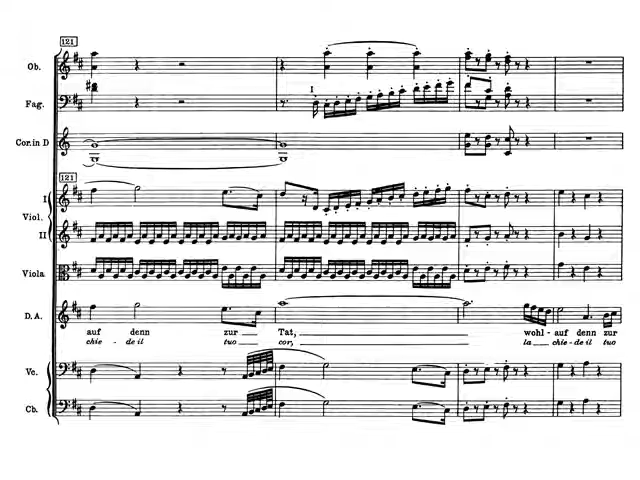 121
Ob.
I
Fag.
Cor. in D
121
I
Viol.
II
Viola
D. A.
auf denn zur Tat, wohl-auf denn zur
chie-de il tuo cor, la chie-de il tuo
Vc.
Cb.